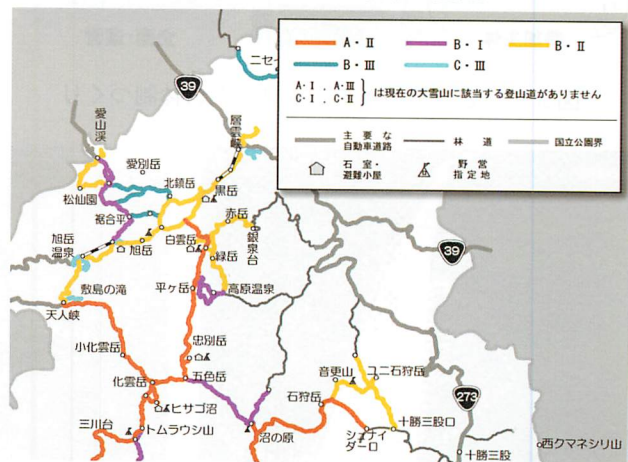 A・Ⅱ
B・Ⅰ
B・Ⅱ
B・Ⅲ
C・Ⅲ
A・Ⅰ , A・Ⅲ
C・Ⅰ , C・Ⅱ
は現在の大雪山に該当する登山道がありません
主要な
自動車道路
林道
国立公園界
石室・
避難小屋
野営
指定地
ニセ
39
愛山渓
層雲峡
愛別岳
北鎮岳
黒岳
松仙園
裾合平
赤岳
銀泉台
白雲岳
旭岳
温泉
旭岳
緑岳
39
敷島の滝
平ヶ岳
高原温泉
天人峡
小化雲岳
忠別岳
音更山
ユニ石狩岳
化雲岳
五色岳
石狩岳
273
ヒサゴ沼
三川台
トムラウシ山
沼の原
シュナイ
ダーロ
十勝三股口
十勝三股
西クマネシリ山